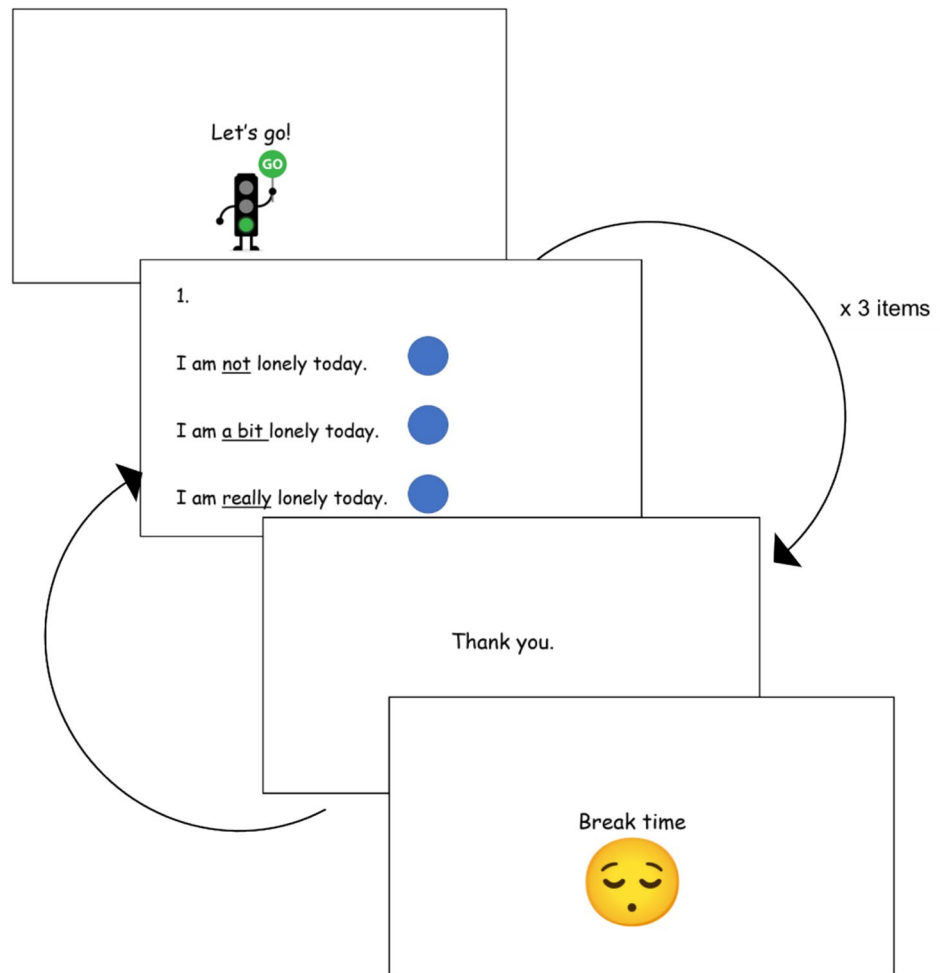 Let's go!
GO
x 3 items
1.
I am not lonely today.
I am a bit lonely today.
I am really lonely today.
Thank you.
Break time